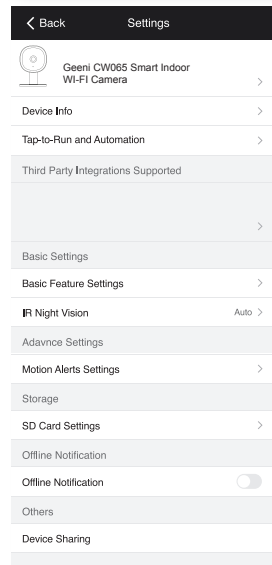 Back
Settings
Geeni CW065 Smart Indoor
WI-FI Camera
Device Info
Tap-to-Run and Automation
Third Party Integrations Supported
Basic Settings
Basic Feature Settings
IR Night Vision
Auto
Adavnce Settings
Motion Alerts Settings
Storage
SD Card Settings
Offline Notification
Offline Notification
Others
Device Sharing